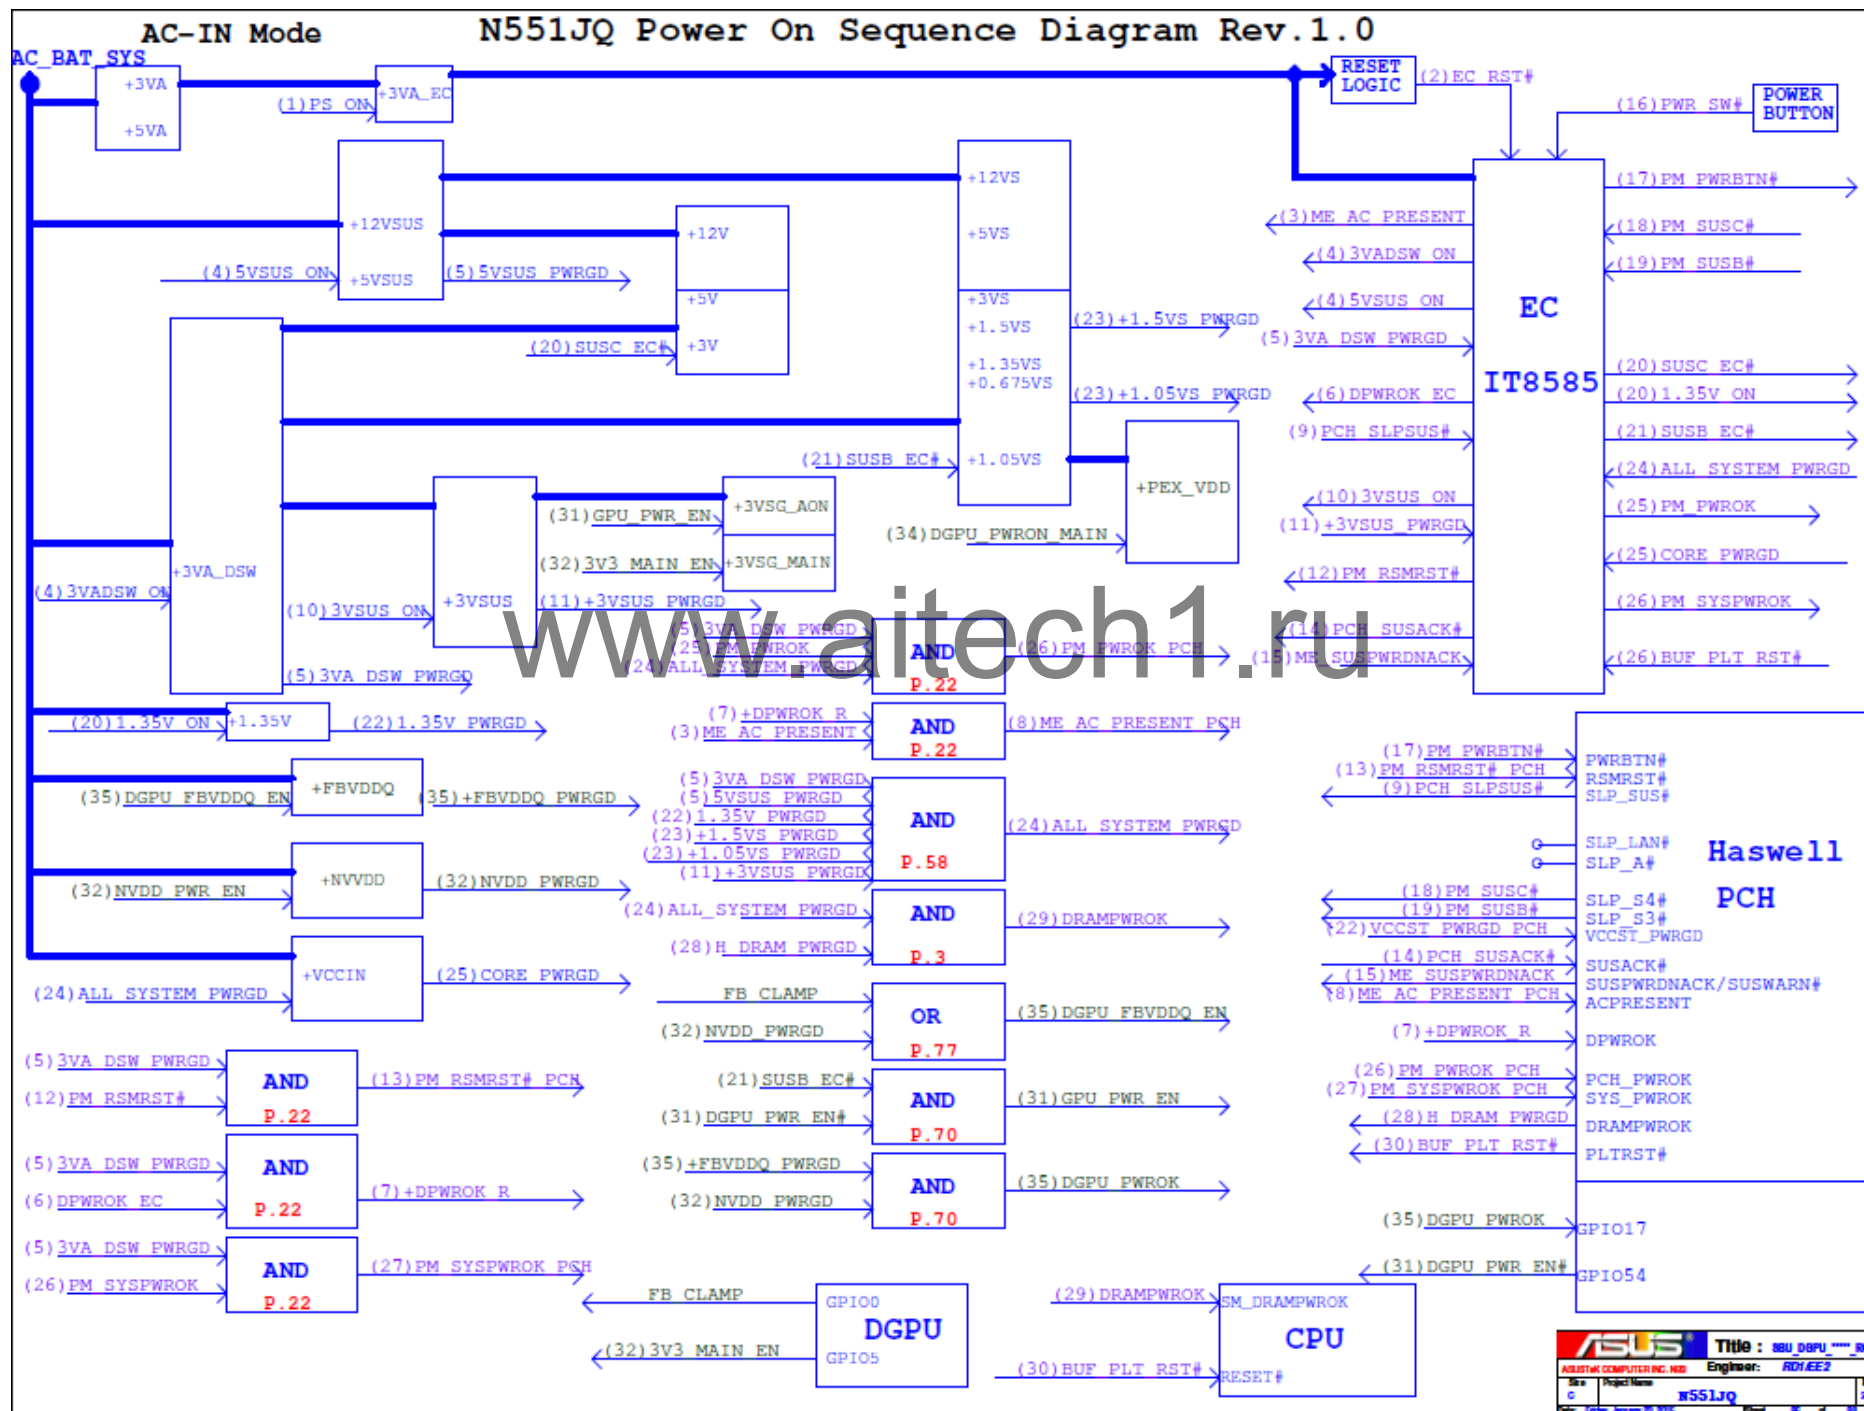 AC-IN Mode
N551JQ Power On Sequence Diagram Rev.1.0
AC_BAT_SYS
+3VA
+5VA
(1)PS_ON
+3VA_EC
RESET
LOGIC
(2)EC_RST#
(16)PWR_SW#
POWER
BUTTON
+12VSUS
(4)5VSUS_ON
+5VSUS
(5)5VSUS_PWRGD
+12V
+5V
(20)SUSC_EC#
+3V
+12VS
+5VS
+3VS
+1.5VS
+1.35VS
+0.675VS
(21)SUSB_EC#
+1.05VS
(23)+1.5VS_PWRGD
(23)+1.05VS_PWRGD
+PEX_VDD
(34)DGPU_PWRON_MAIN
+3VA_DSW
(4)3VADSW_ON
(5)3VA_DSW_PWRGD
(10)3VSUS_ON
+3VSUS
(11)+3VSUS_PWRGD
(31)GPU_PWR_EN
+3VSG_AON
(32)3V3_MAIN_EN
+3VSG_MAIN
(3)ME_AC_PRESENT
(4)3VADSW_ON
(4)5VSUS_ON
(5)3VA_DSW_PWRGD
(6)DPWROK_EC
(9)PCH_SLPSUS#
(10)3VSUS_ON
(11)+3VSUS_PWRGD
(12)PM_RSMRST#
(14)PCH_SUSACK#
(15)ME_SUSPWRDNACK
EC
IT8585
(17)PM_PWRBTN#
(18)PM_SUSC#
(19)PM_SUSB#
(20)SUSC_EC#
(20)1.35V_ON
(21)SUSB_EC#
(24)ALL_SYSTEM_PWRGD
(25)PM_PWROK
(25)CORE_PWRGD
(26)PM_SYSPWROK
(26)BUF_PLT_RST#
www.aitech1.ru
(5)3VA_DSW_PWRGD
(25)PM_PWROK
(24)ALL_SYSTEM_PWRGD
AND
P.22
(26)PM_PWROK_PCH
(7)+DPWROK_R
(3)ME_AC_PRESENT
AND
P.22
(8)ME_AC_PRESENT_PCH
(5)3VA_DSW_PWRGD
(5)5VSUS_PWRGD
(22)1.35V_PWRGD
(23)+1.5VS_PWRGD
(23)+1.05VS_PWRGD
(11)+3VSUS_PWRGD
AND
P.58
(24)ALL_SYSTEM_PWRGD
(24)ALL_SYSTEM_PWRGD
(28)H_DRAM_PWRGD
AND
P.3
(29)DRAMPWROK
FB_CLAMP
(32)NVDD_PWRGD
OR
P.77
(35)DGPU_FBVDDQ_EN
(21)SUSB_EC#
(31)DGPU_PWR_EN#
AND
P.70
(31)GPU_PWR_EN
(35)+FBVDDQ_PWRGD
(32)NVDD_PWRGD
AND
P.70
(35)DGPU_PWROK
(20)1.35V_ON
+1.35V
(22)1.35V_PWRGD
(35)DGPU_FBVDDQ_EN
+FBVDDQ
(35)+FBVDDQ_PWRGD
(32)NVDD_PWR_EN
+NVVDD
(32)NVDD_PWRGD
(24)ALL_SYSTEM_PWRGD
+VCCIN
(25)CORE_PWRGD
(5)3VA_DSW_PWRGD
(12)PM_RSMRST#
AND
P.22
(13)PM_RSMRST#_PCH
(5)3VA_DSW_PWRGD
(6)DPWROK_EC
AND
P.22
(7)+DPWROK_R
(5)3VA_DSW_PWRGD
(26)PM_SYSPWROK
AND
P.22
(27)PM_SYSPWROK_PCH
FB_CLAMP
GPIO0
DGPU
(32)3V3_MAIN_EN
GPIO5
(29)DRAMPWROK
SM_DRAMPWROK
CPU
(30)BUF_PLT_RST#
RESET#
Haswell
PCH
(17)PM_PWRBTN#
PWRBTN#
(13)PM_RSMRST#_PCH
RSMRST#
(9)PCH_SLPSUS#
SLP_SUS#
SLP_LAN#
SLP_A#
(18)PM_SUSC#
SLP_S4#
(19)PM_SUSB#
SLP_S3#
(22)VCCST_PWRGD_PCH
VCCST_PWRGD
(14)PCH_SUSACK#
SUSACK#
(15)ME_SUSPWRDNACK
SUSPWRDNACK/SUSWARN#
(8)ME_AC_PRESENT_PCH
ACPRESENT
(7)+DPWROK_R
DPWROK
(26)PM_PWROK_PCH
PCH_PWROK
(27)PM_SYSPWROK_PCH
SYS_PWROK
(28)H_DRAM_PWRGD
DRAMPWROK
(30)BUF_PLT_RST#
PLTRST#
(35)DGPU_PWROK
GPIO17
(31)DGPU_PWR_EN#
GPIO54
ASUS
Title :
ASUSTeK COMPUTER INC.
Engineer: RD1/EE2
Size
Project Name
C
N551JQ